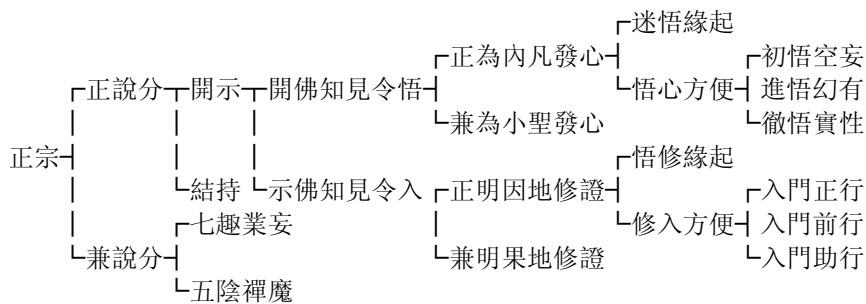 迷悟緣起
正為內凡發心 初悟空妄
正說分 開示 開佛知見令悟 悟心方便 進悟幻有
兼為小聖發心 徹悟實性
正宗 悟修緣起
結持 示佛知見令入 正明因地修證 入門正行
七趣業妄 修入方便 入門前行
兼說分 兼明果地修證 入門助行
五陰禪魔